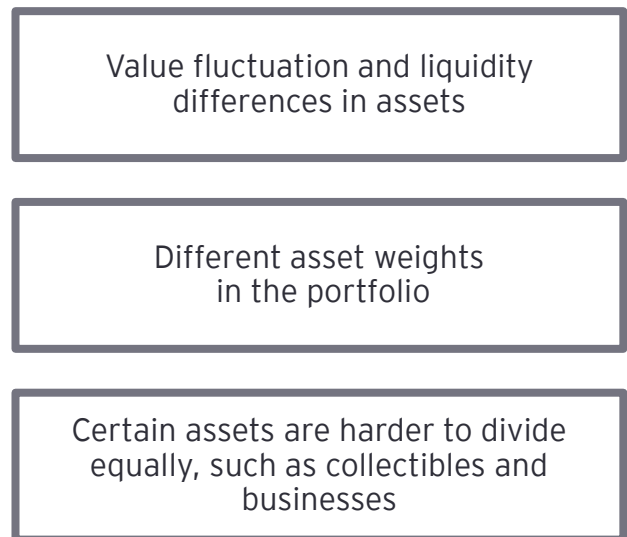 Value fluctuation and liquidity
differences in assets
Different asset weights
in the portfolio
Certain assets are harder to divide
equally, such as collectibles and
businesses